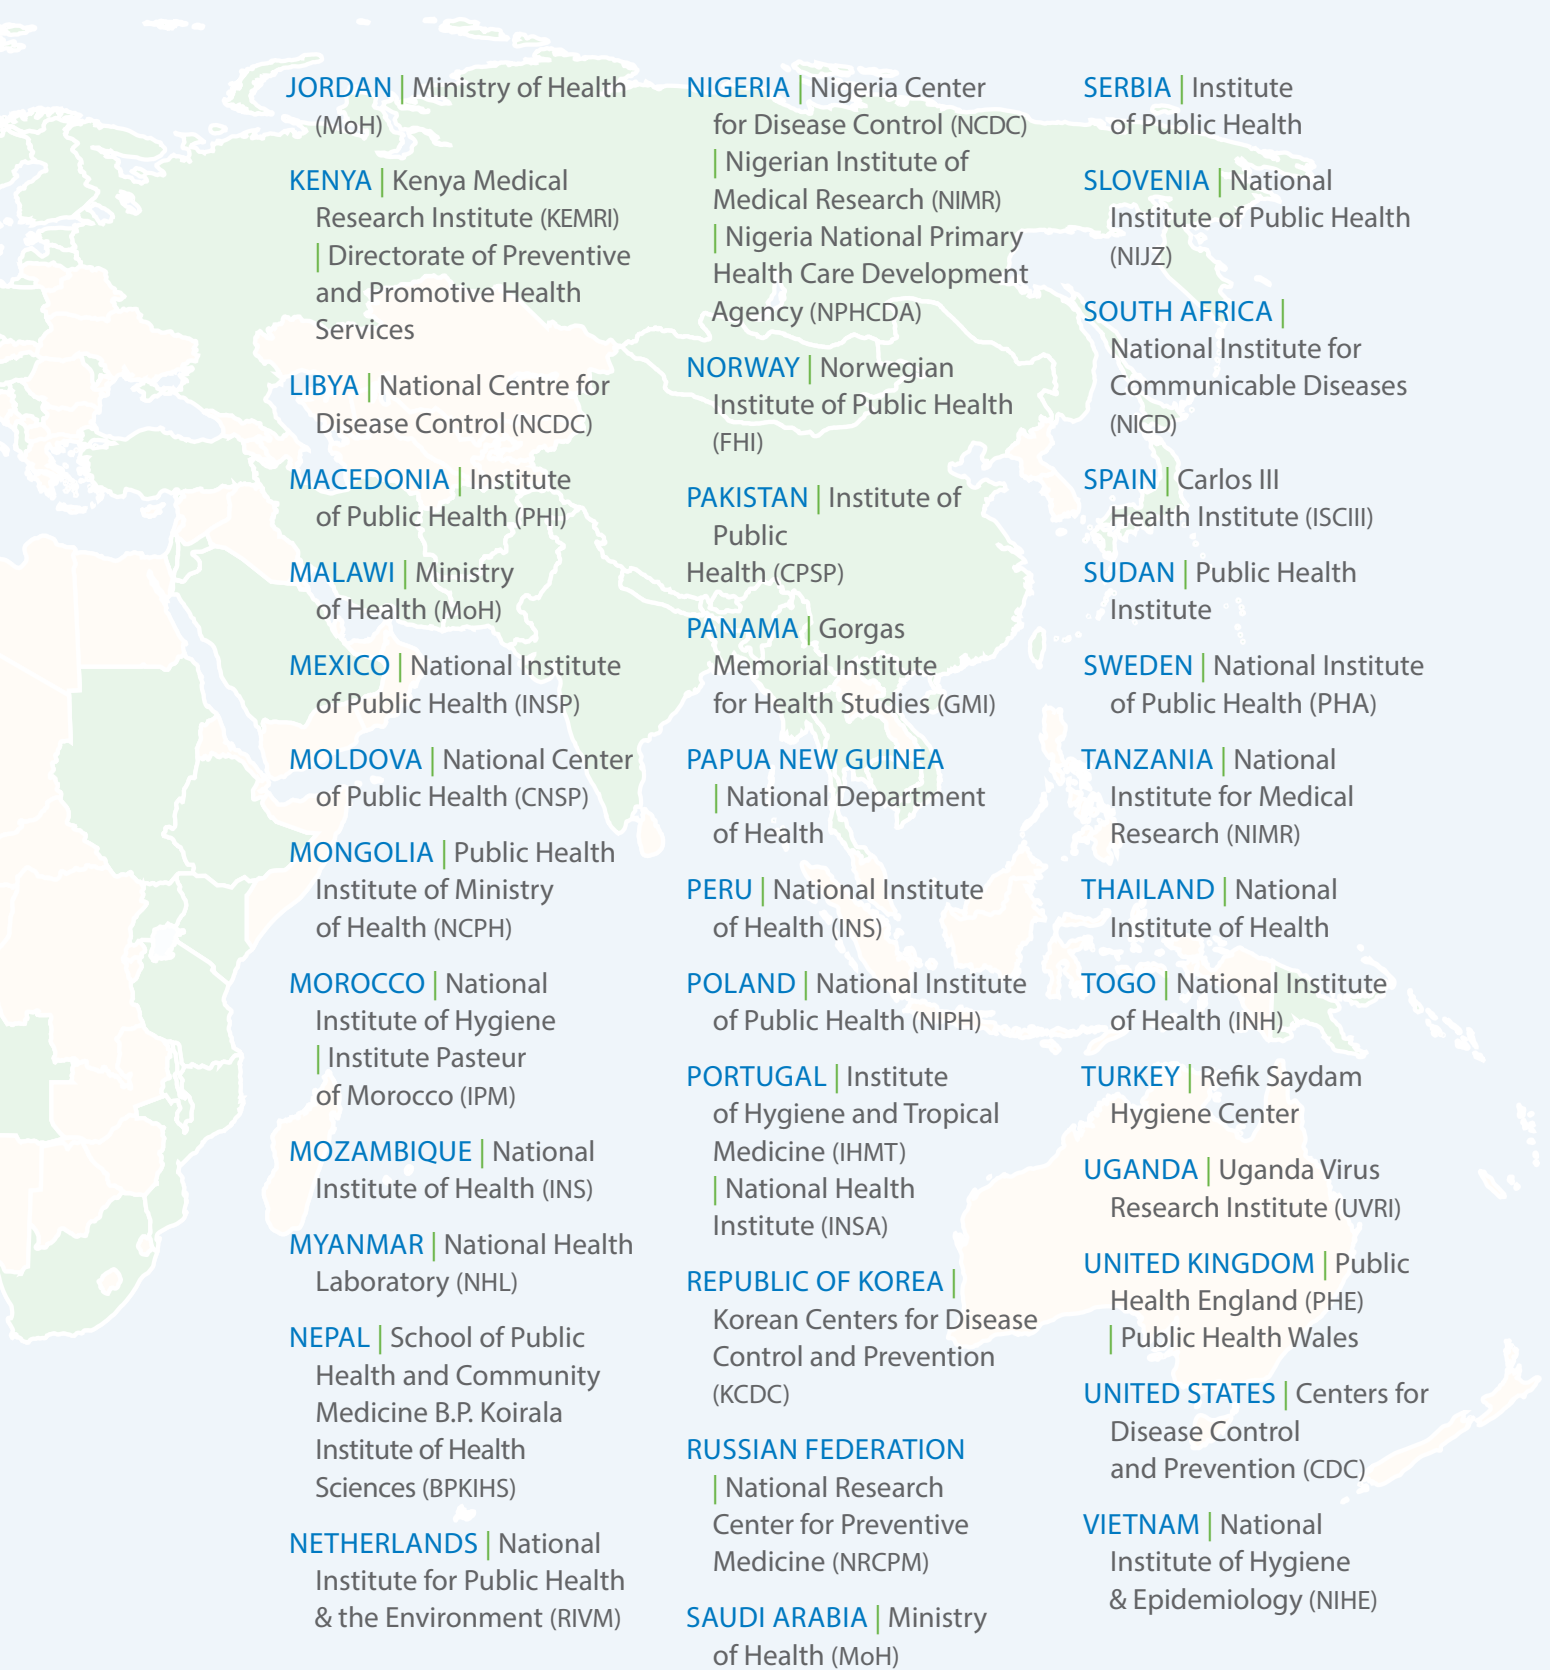 JORDAN | Ministry of Health
(MoH)
KENYA | Kenya Medical
Research Institute (KEMRI)
| Directorate of Preventive
and Promotive Health
Services
LIBYA | National Centre for
Disease Control (NCDC)
MACEDONIA | Institute
of Public Health (PHI)
MALAWI | Ministry
of Health (MoH)
MEXICO | National Institute
of Public Health (INSP)
MOLDOVA | National Center
of Public Health (CNSP)
MONGOLIA | Public Health
Institute of Ministry
of Health (NCPH)
MOROCCO | National
Institute of Hygiene
| Institute Pasteur
of Morocco (IPM)
MOZAMBIQUE | National
Institute of Health (INS)
MYANMAR | National Health
Laboratory (NHL)
NEPAL | School of Public
Health and Community
Medicine B.P. Koirala
Institute of Health
Sciences (BPKIHS)
NETHERLANDS | National
Institute for Public Health
& the Environment (RIVM)
NIGERIA | Nigeria Center
for Disease Control (NCDC)
| Nigerian Institute of
Medical Research (NIMR)
| Nigeria National Primary
Health Care Development
Agency (NPHCDA)
NORWAY | Norwegian
Institute of Public Health
(FHI)
PAKISTAN | Institute of
Public
Health (CPSP)
PANAMA | Gorgas
Memorial Institute
for Health Studies (GMI)
PAPUA NEW GUINEA
| National Department
of Health
PERU | National Institute
of Health (INS)
POLAND | National Institute
of Public Health (NIPH)
PORTUGAL | Institute
of Hygiene and Tropical
Medicine (IHMT)
| National Health
Institute (INSA)
REPUBLIC OF KOREA |
Korean Centers for Disease
Control and Prevention
(KCDC)
RUSSIAN FEDERATION
| National Research
Center for Preventive
Medicine (NRCPM)
SAUDI ARABIA | Ministry
of Health (MoH)
SERBIA | Institute
of Public Health
SLOVENIA | National
Institute of Public Health
(NIJZ)
SOUTH AFRICA |
National Institute for
Communicable Diseases
(NICD)
SPAIN | Carlos III
Health Institute (ISCIII)
SUDAN | Public Health
Institute
SWEDEN | National Institute
of Public Health (PHA)
TANZANIA | National
Institute for Medical
Research (NIMR)
THAILAND | National
Institute of Health
TOGO | National Institute
of Health (INH)
TURKEY | Refik Saydam
Hygiene Center
UGANDA | Uganda Virus
Research Institute (UVRI)
UNITED KINGDOM | Public
Health England (PHE)
| Public Health Wales
UNITED STATES | Centers for
Disease Control
and Prevention (CDC)
VIETNAM | National
Institute of Hygiene
& Epidemiology (NIHE)